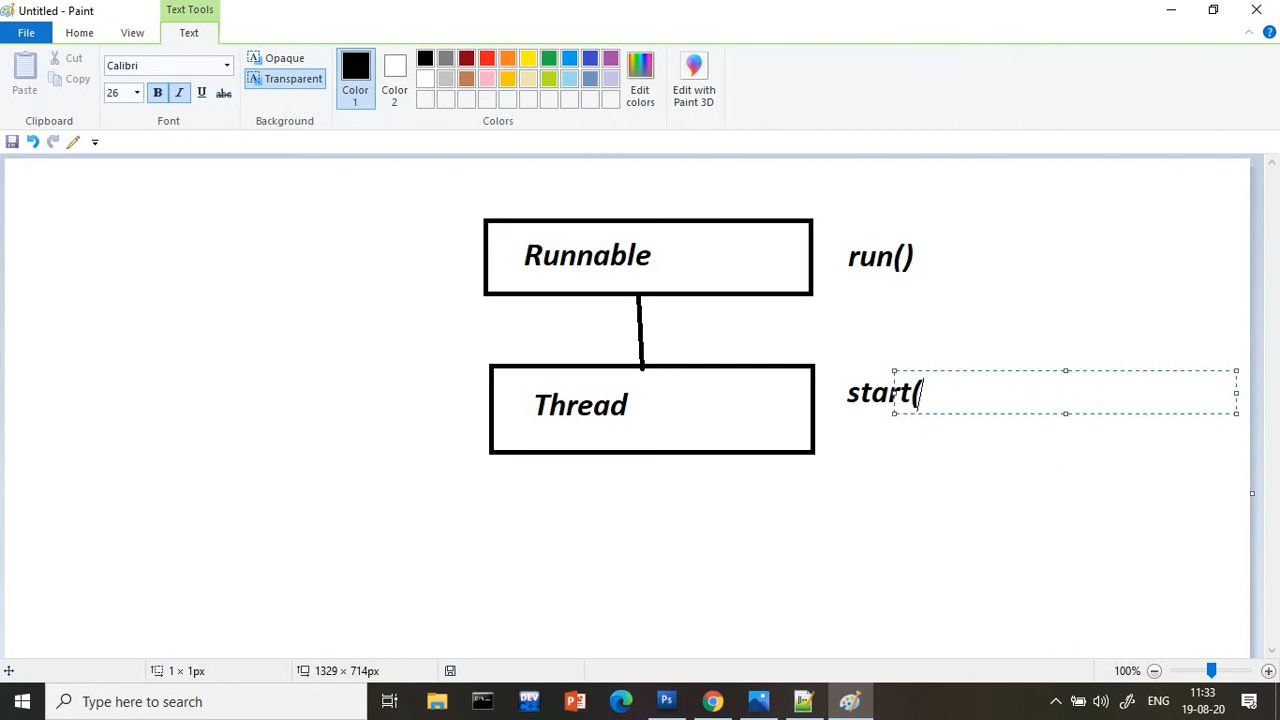 Untitled - Paint
Text Tools
File Home View Text
Paste
Cut
Copy
Clipboard
Calibri
26 B I U abc
Font
Opaque
Transparent
Background
Color 1
Color 2
Edit colors
Colors
Edit with Paint 3D
Runnable
run()
Thread
start(
1 × 1px
1329 × 714px
100%
Type here to search
DEV
ENG
11:33
19-08-20